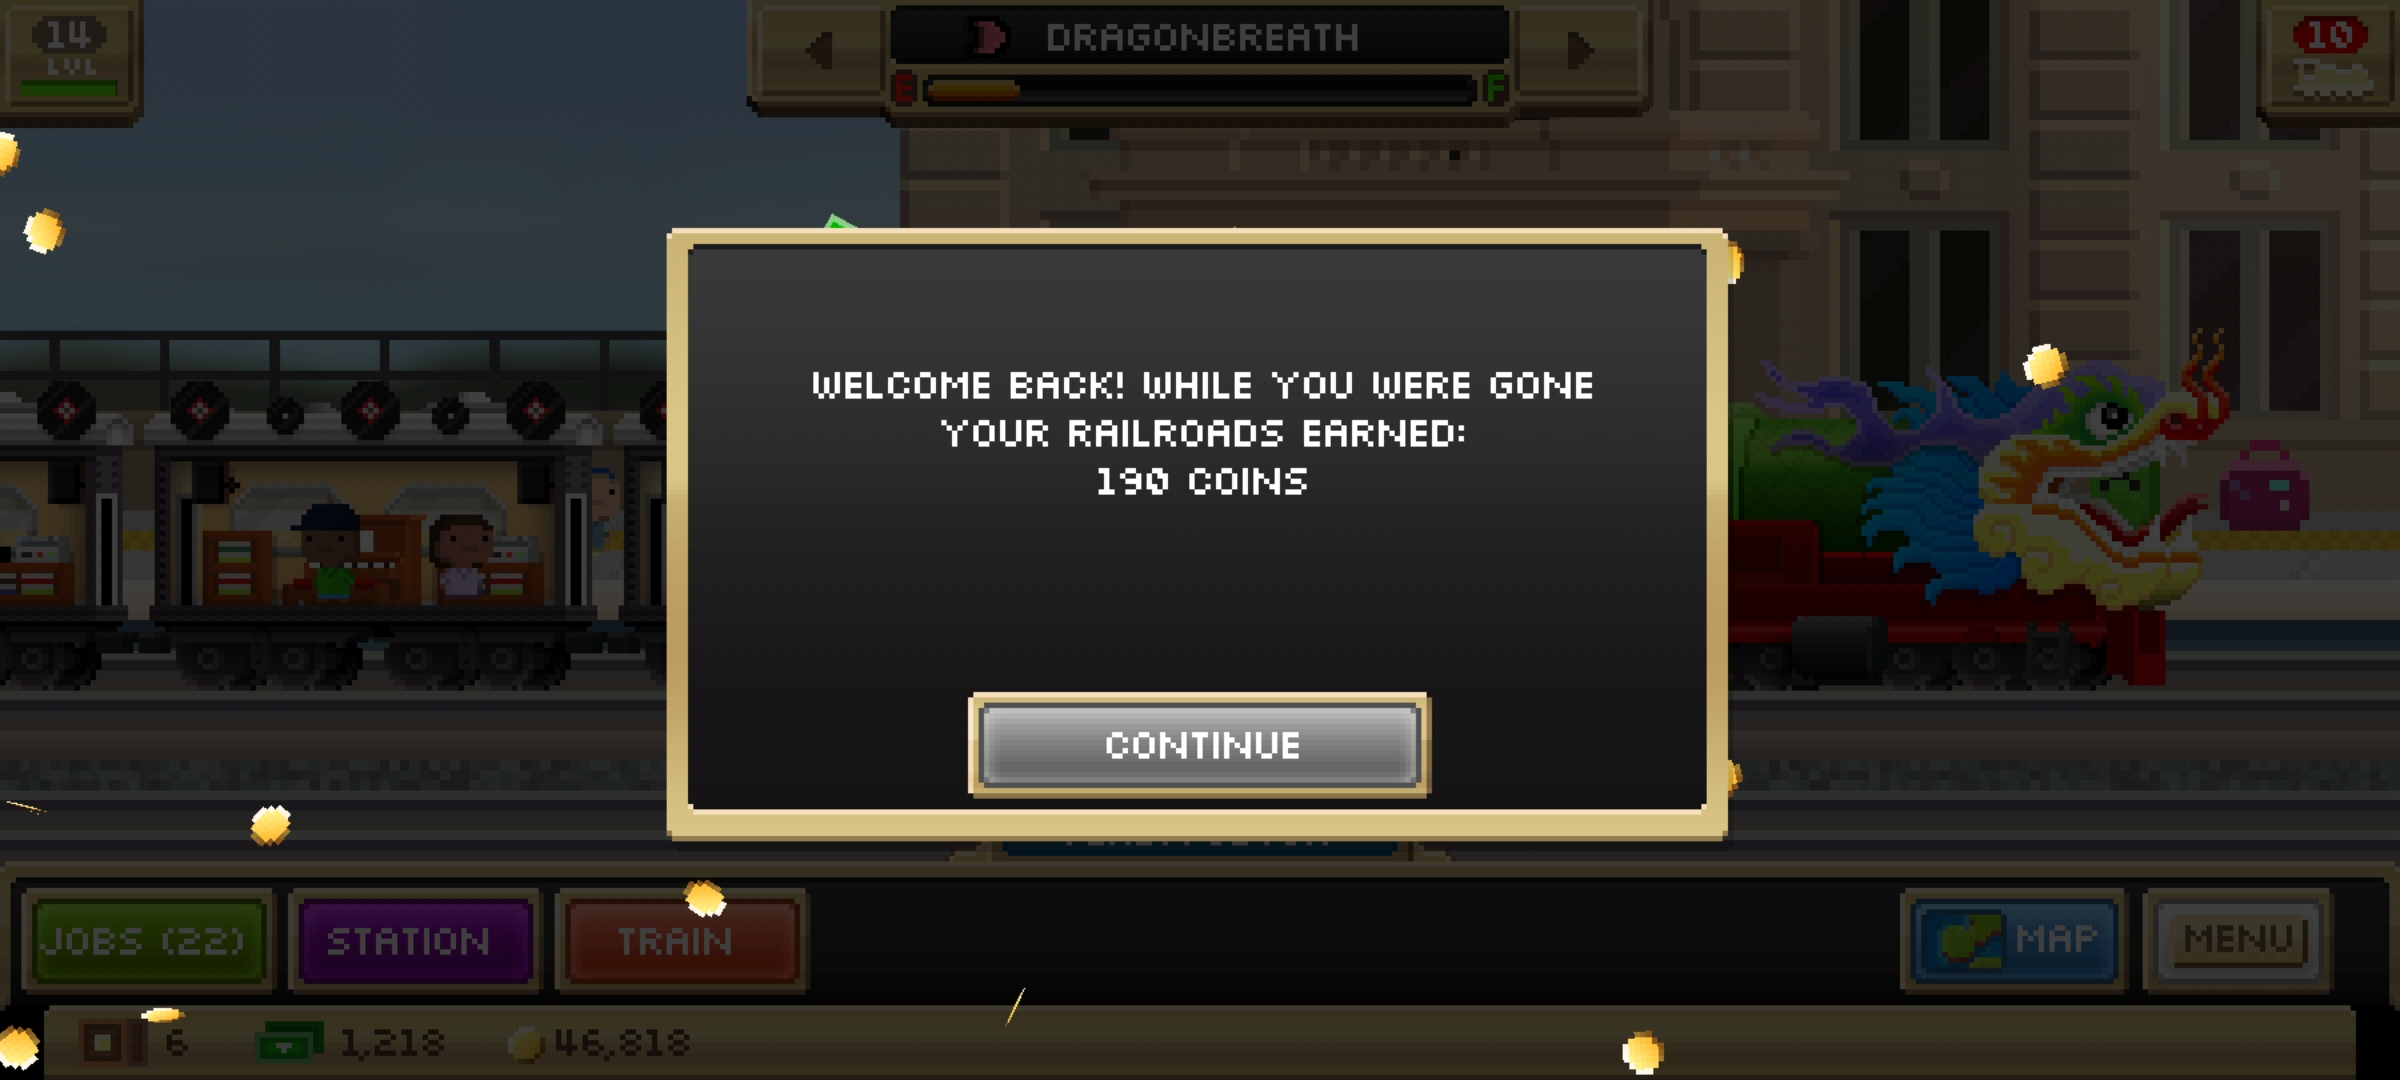 14
LVL
DRAGONBREATH
E
F
10
WELCOME BACK! WHILE YOU WERE GONE
YOUR RAILROADS EARNED:
190 COINS
CONTINUE
JOBS (22)
STATION
TRAIN
MAP
MENU
6
1,218
46,818